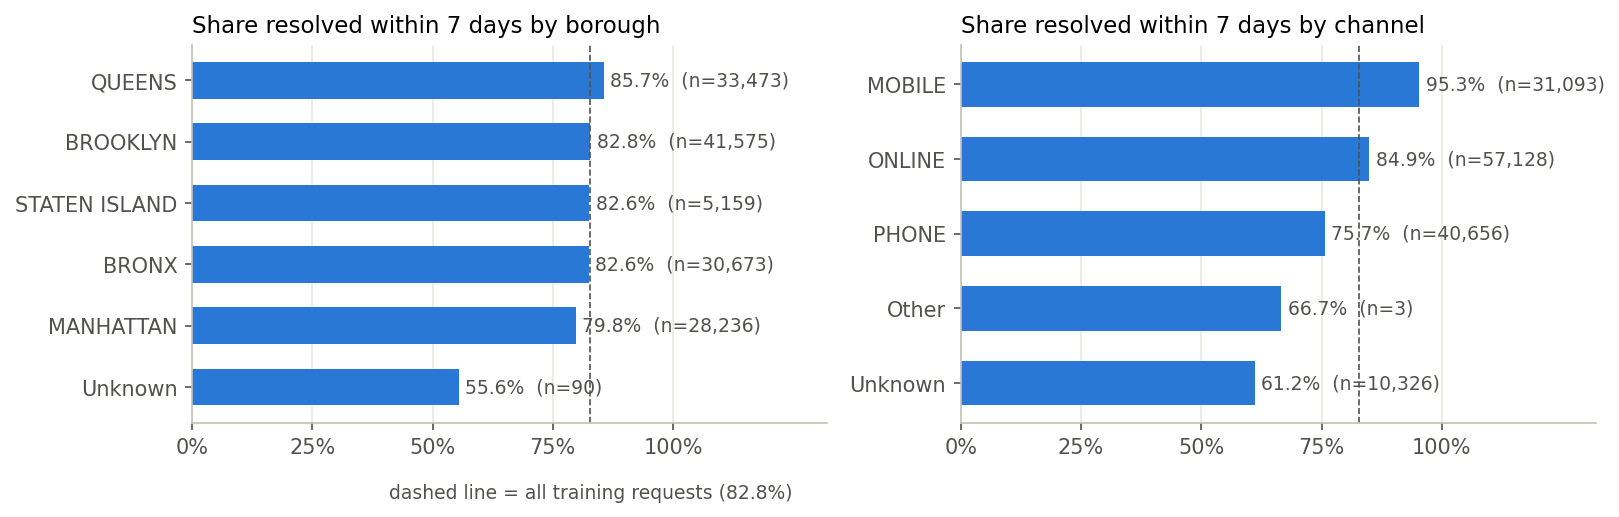 Share resolved within 7 days by borough
QUEENS
85.7% (n=33,473)
BROOKLYN
82.8% (n=41,575)
STATEN ISLAND
82.6% (n=5,159)
BRONX
82.6% (n=30,673)
MANHATTAN
79.8% (n=28,236)
Unknown
55.6% (n=90)
0% 25% 50% 75% 100%
dashed line = all training requests (82.8%)
Share resolved within 7 days by channel
MOBILE
95.3% (n=31,093)
ONLINE
84.9% (n=57,128)
PHONE
75.7% (n=40,656)
Other
66.7% (n=3)
Unknown
61.2% (n=10,326)
0% 25% 50% 75% 100%